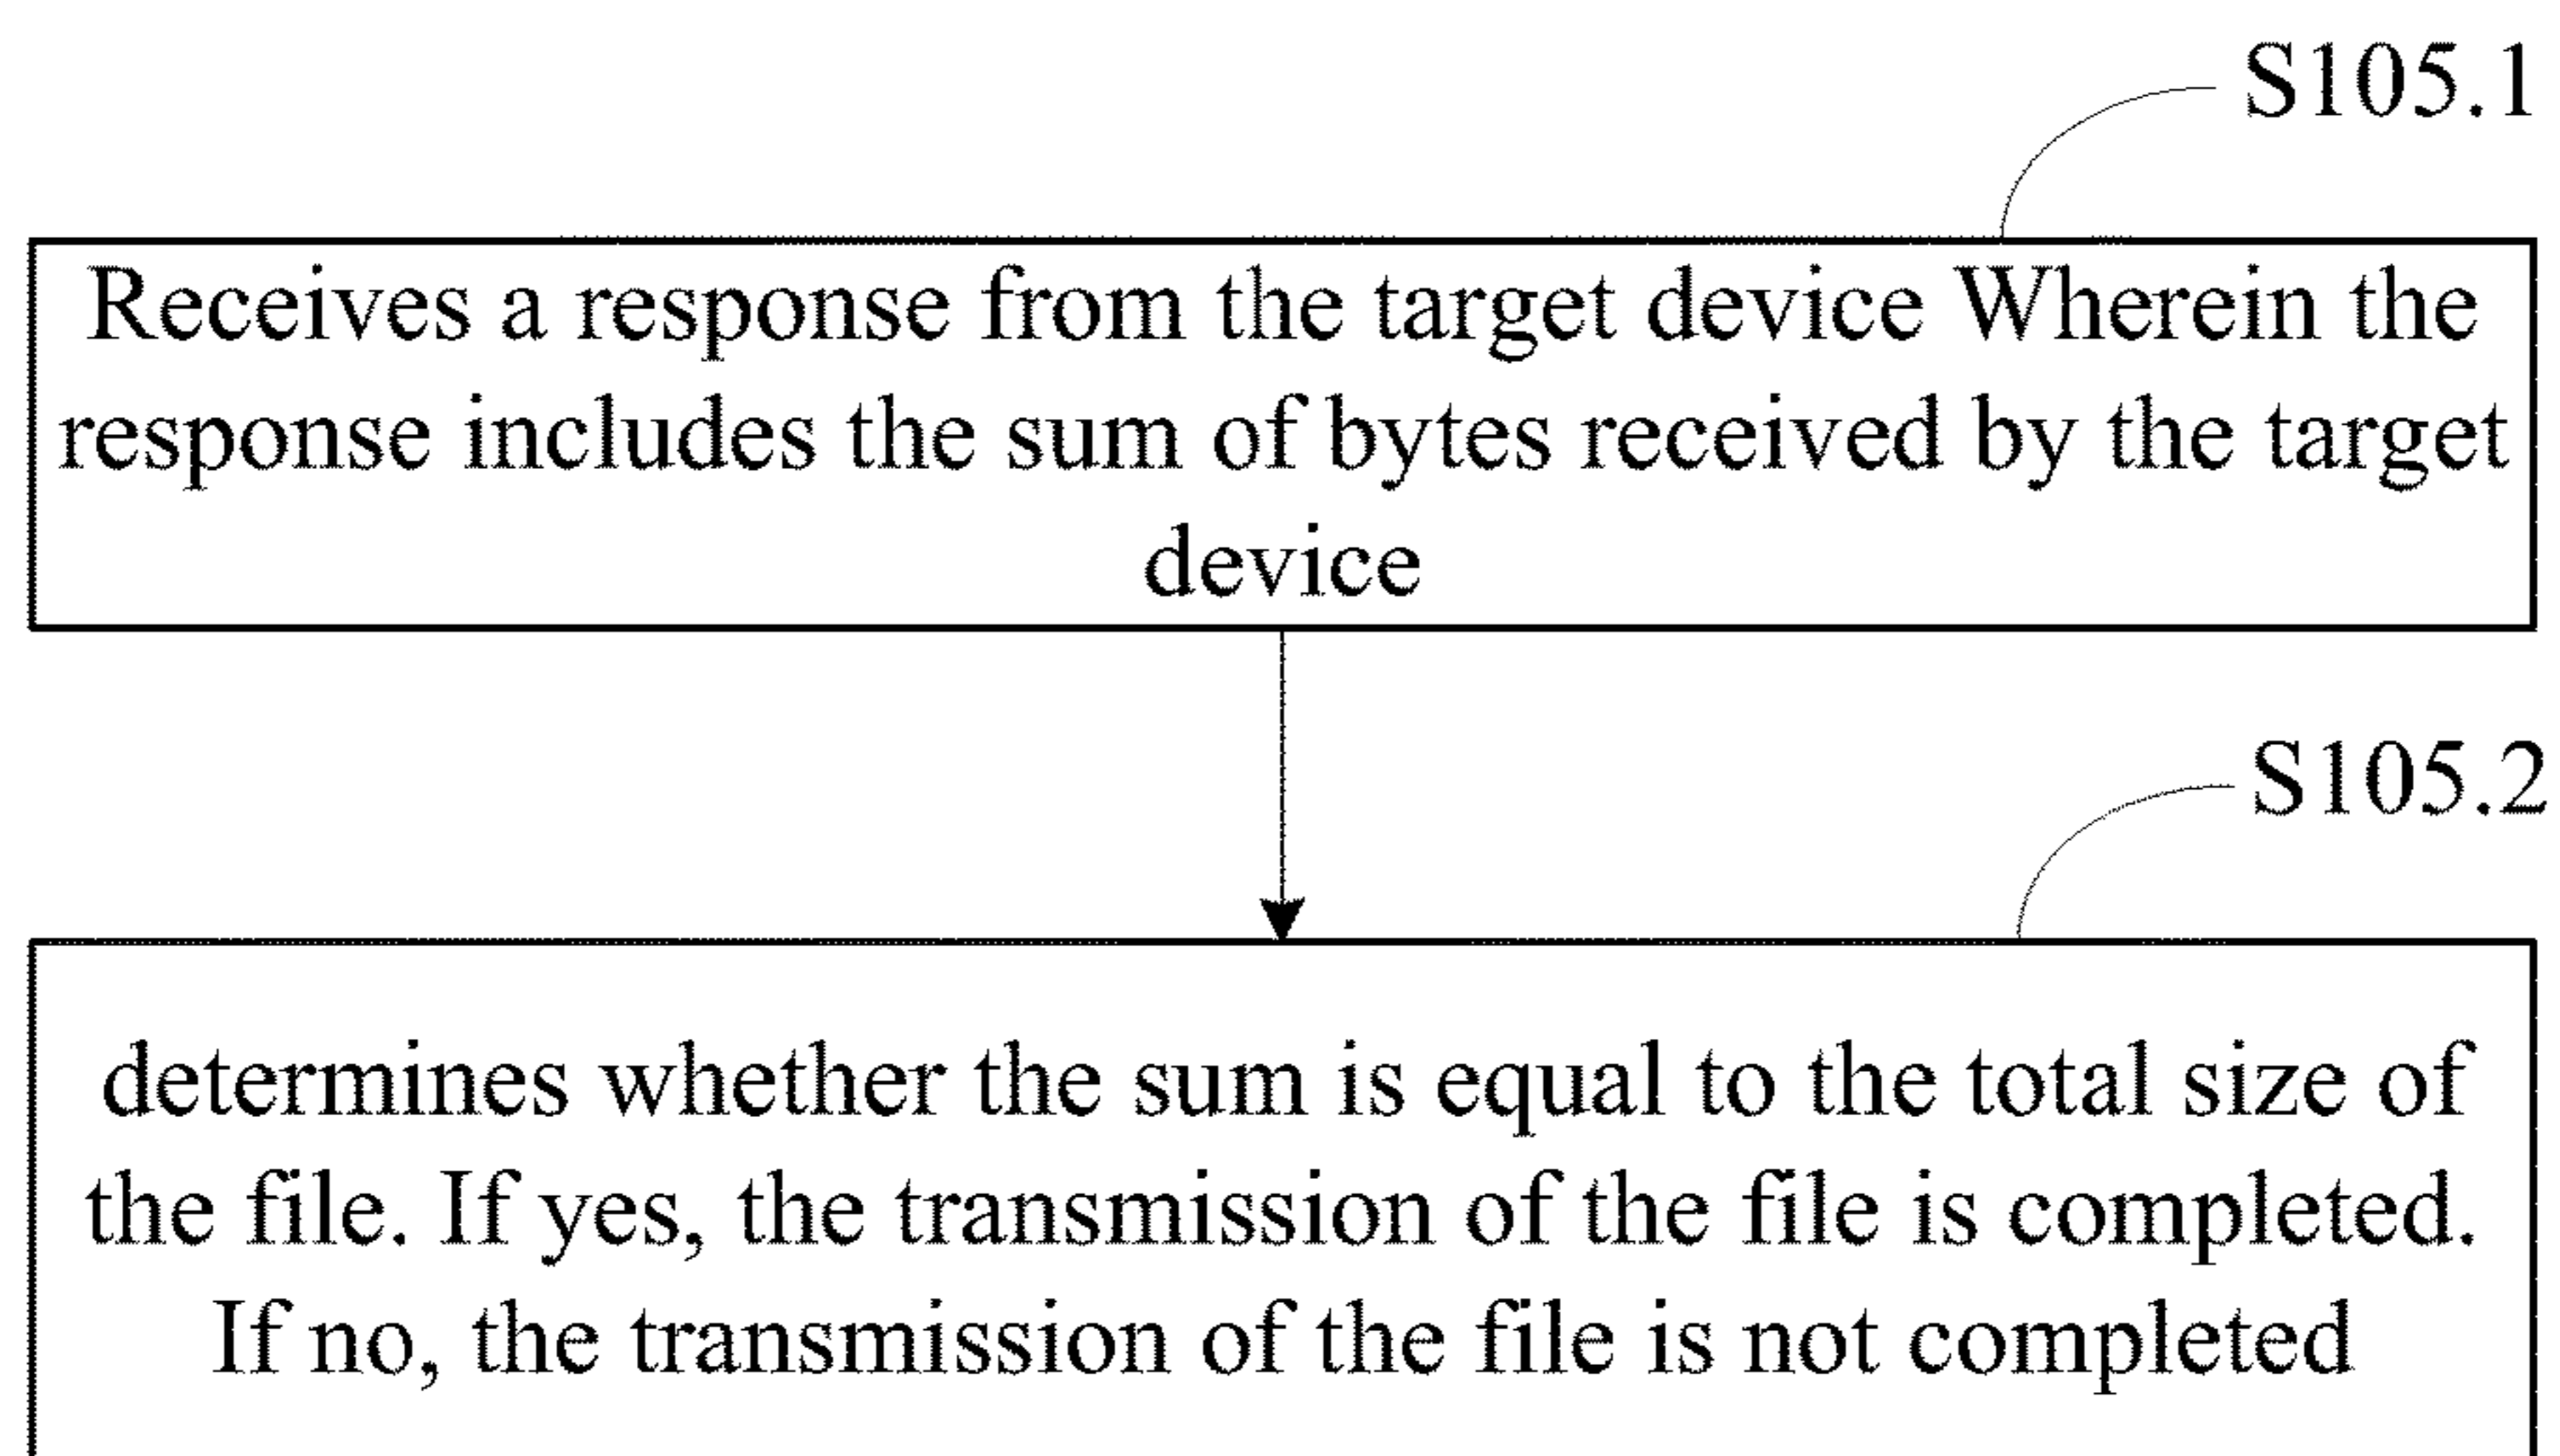 S105.1
Receives a response from the target device Wherein the
response includes the sum of bytes received by the target
device
S105.2
determines whether the sum is equal to the total size of
the file. If yes, the transmission of the file is completed.
If no, the transmission of the file is not completed